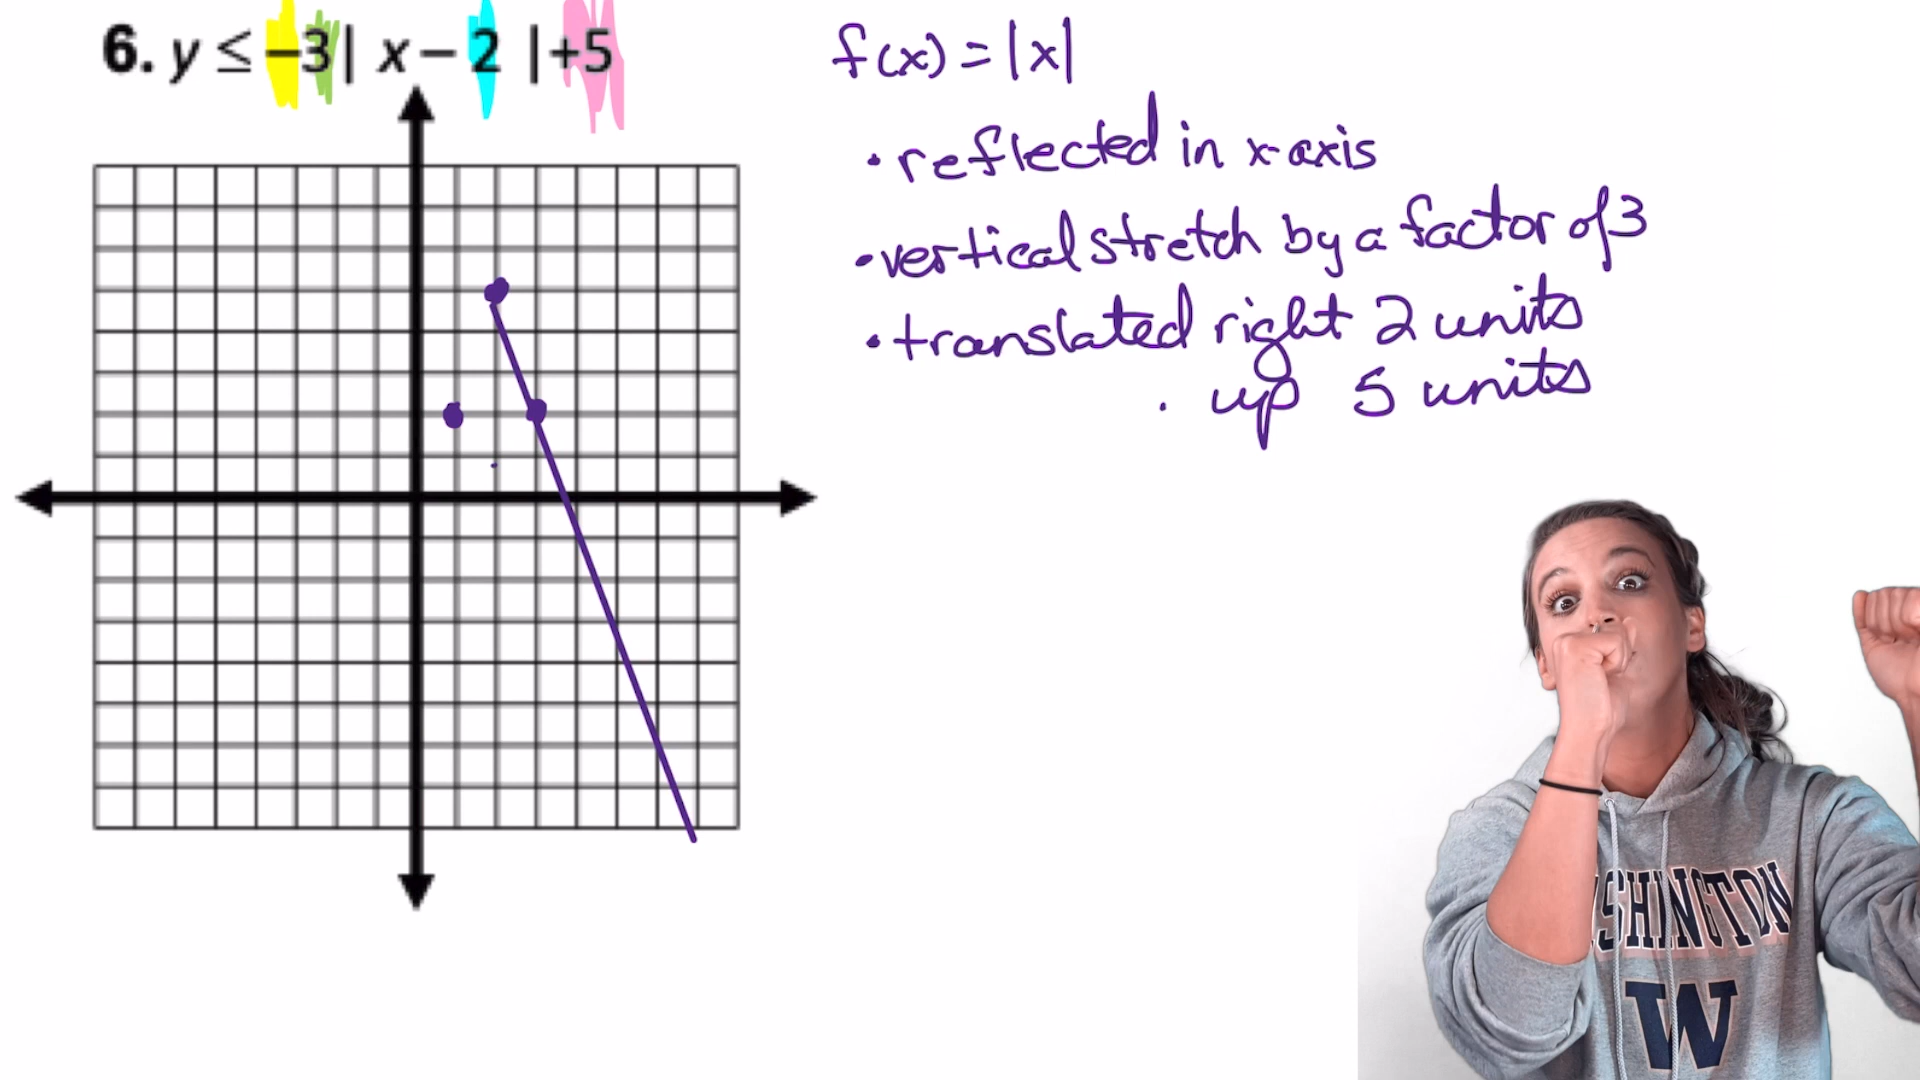 6. y ≤ −3| x − 2 |+5
f(x) = |x|
• reflected in x-axis
• vertical stretch by a factor of 3
• translated right 2 units
• up 5 units
SHINGTON
W